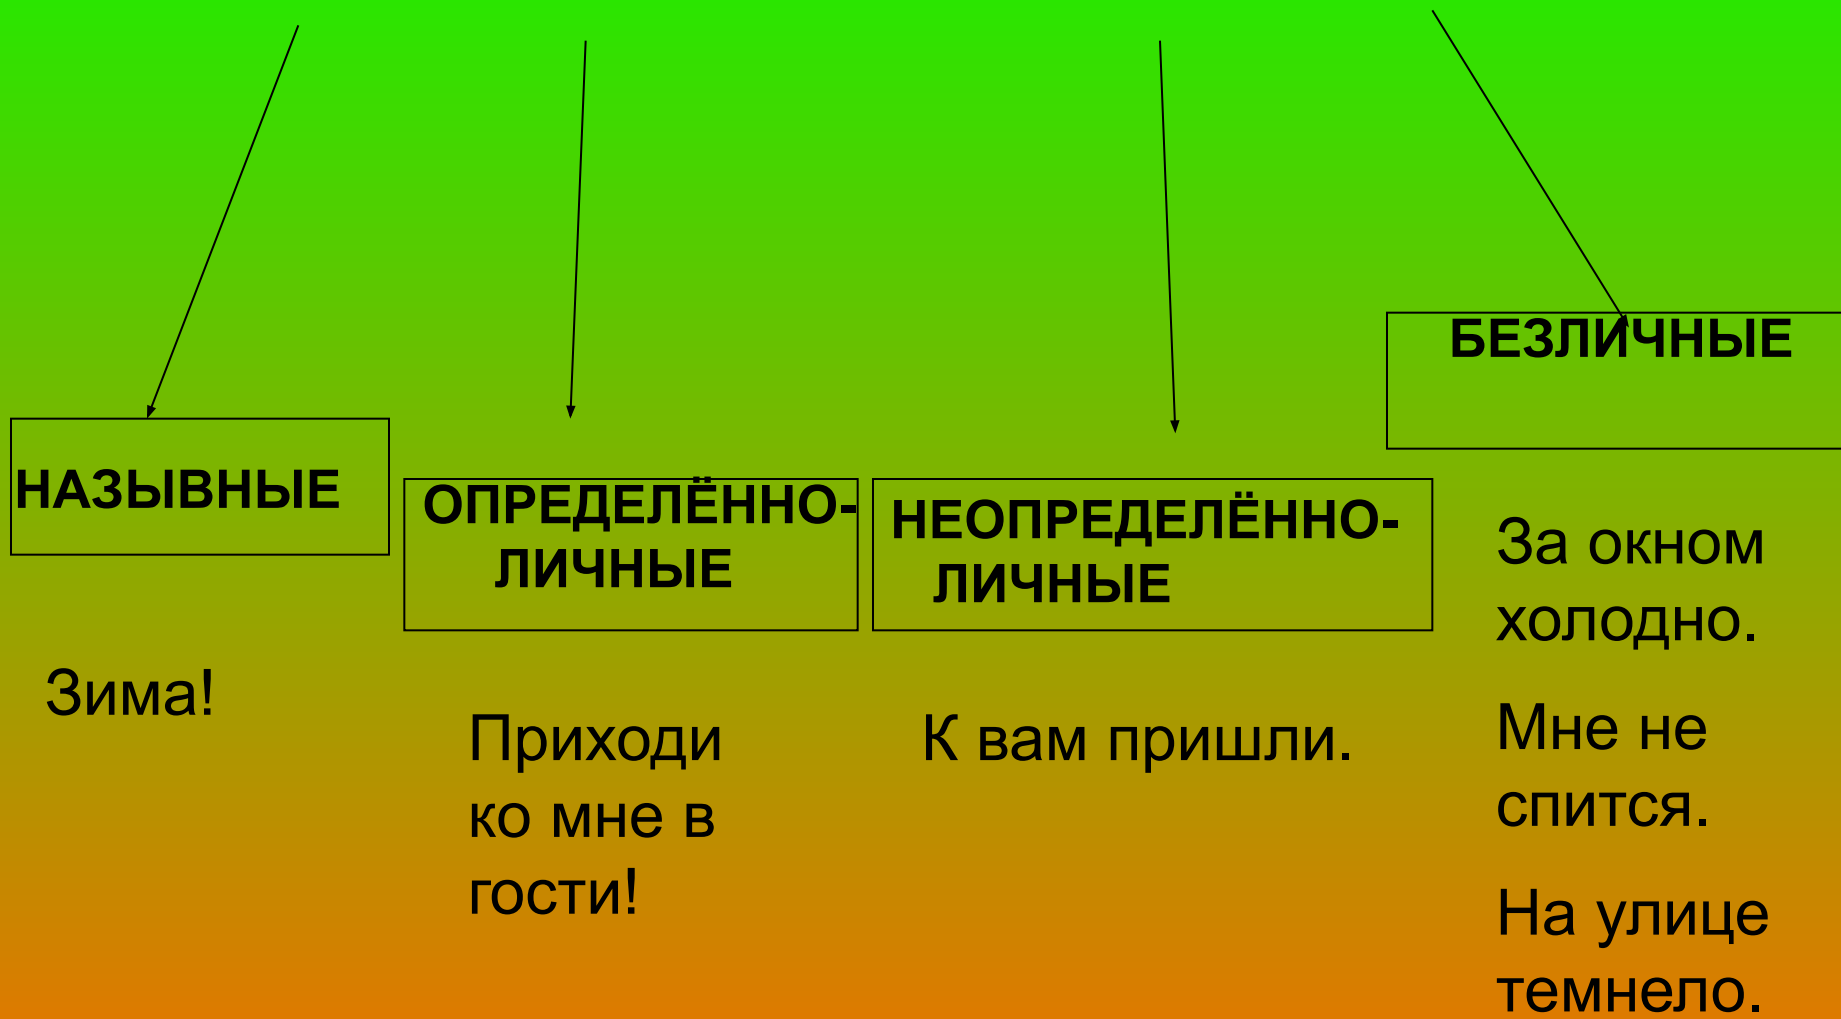 НАЗЫВНЫЕ
Зима!
ОПРЕДЕЛЁННО-
ЛИЧНЫЕ
Приходи
ко мне в
гости!
НЕОПРЕДЕЛЁННО-
ЛИЧНЫЕ
К вам пришли.
БЕЗЛИЧНЫЕ
За окном
холодно.
Мне не
спится.
На улице
темнело.